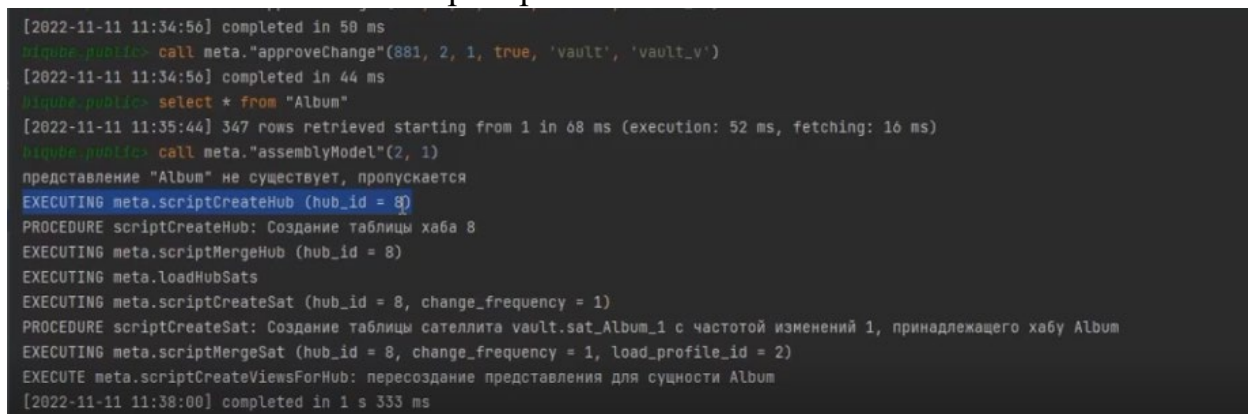 [2022-11-11 11:34:56] completed in 50 ms
biqube.public> call meta."approveChange"(881, 2, 1, true, 'vault', 'vault_v')
[2022-11-11 11:34:56] completed in 44 ms
biqube.public> select * from "Album"
[2022-11-11 11:35:44] 347 rows retrieved starting from 1 in 68 ms (execution: 52 ms, fetching: 16 ms)
biqube.public> call meta."assemblyModel"(2, 1)
представление "Album" не существует, пропускается
EXECUTING meta.scriptCreateHub (hub_id = 8)
PROCEDURE scriptCreateHub: Создание таблицы хаба 8
EXECUTING meta.scriptMergeHub (hub_id = 8)
EXECUTING meta.loadHubSats
EXECUTING meta.scriptCreateSat (hub_id = 8, change_frequency = 1)
PROCEDURE scriptCreateSat: Создание таблицы сателлита vault.sat_Album_1 с частотой изменений 1, принадлежащего хабу Album
EXECUTING meta.scriptMergeSat (hub_id = 8, change_frequency = 1, load_profile_id = 2)
EXECUTE meta.scriptCreateViewsForHub: пересоздание представления для сущности Album
[2022-11-11 11:38:00] completed in 1 s 333 ms